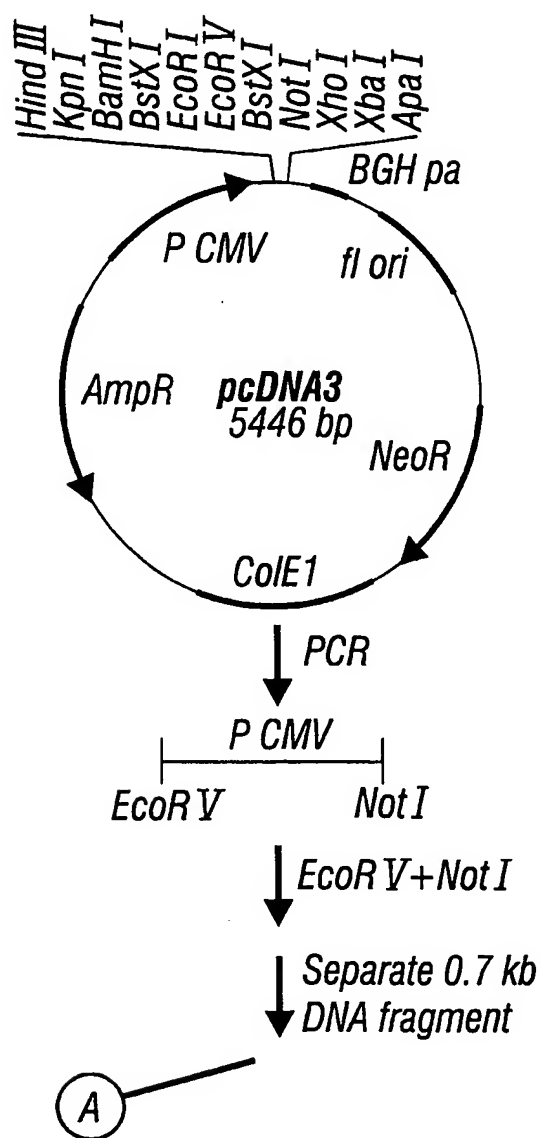 Hind III
Kpn I
BamH I
BstX I
EcoR I
EcoR V
BstX I
Not I
Xho I
Xba I
Apa I
BGH pa
P CMV
fI ori
AmpR
pcDNA3
5446 bp
NeoR
ColE1
PCR
P CMV
EcoR V
Not I
EcoR V+Not I
Separate 0.7 kb
DNA fragment
A